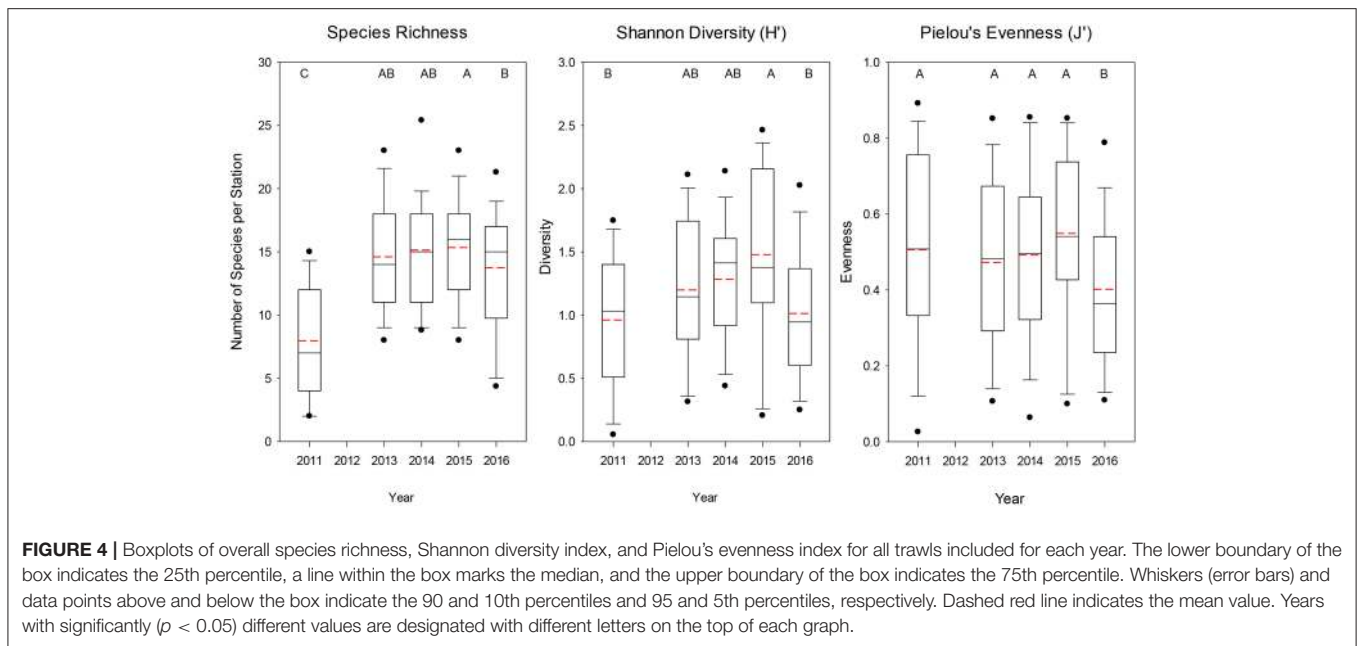 Species Richness
Shannon Diversity (H')
Pielou's Evenness (J')
30
C
AB
AB
A
B
25
20
15
10
5
0
Number of Species per Station
2011
2012
2013
2014
2015
2016
Year
3.0
B
AB
AB
A
B
2.5
2.0
1.5
1.0
0.5
0.0
Diversity
2011
2012
2013
2014
2015
2016
Year
1.0
A
A
A
A
B
0.8
0.6
0.4
0.2
0.0
Evenness
2011
2012
2013
2014
2015
2016
Year
FIGURE 4 | Boxplots of overall species richness, Shannon diversity index, and Pielou's evenness index for all trawls included for each year. The lower boundary of the
box indicates the 25th percentile, a line within the box marks the median, and the upper boundary of the box indicates the 75th percentile. Whiskers (error bars) and
data points above and below the box indicate the 90 and 10th percentiles and 95 and 5th percentiles, respectively. Dashed red line indicates the mean value. Years
with significantly (p < 0.05) different values are designated with different letters on the top of each graph.